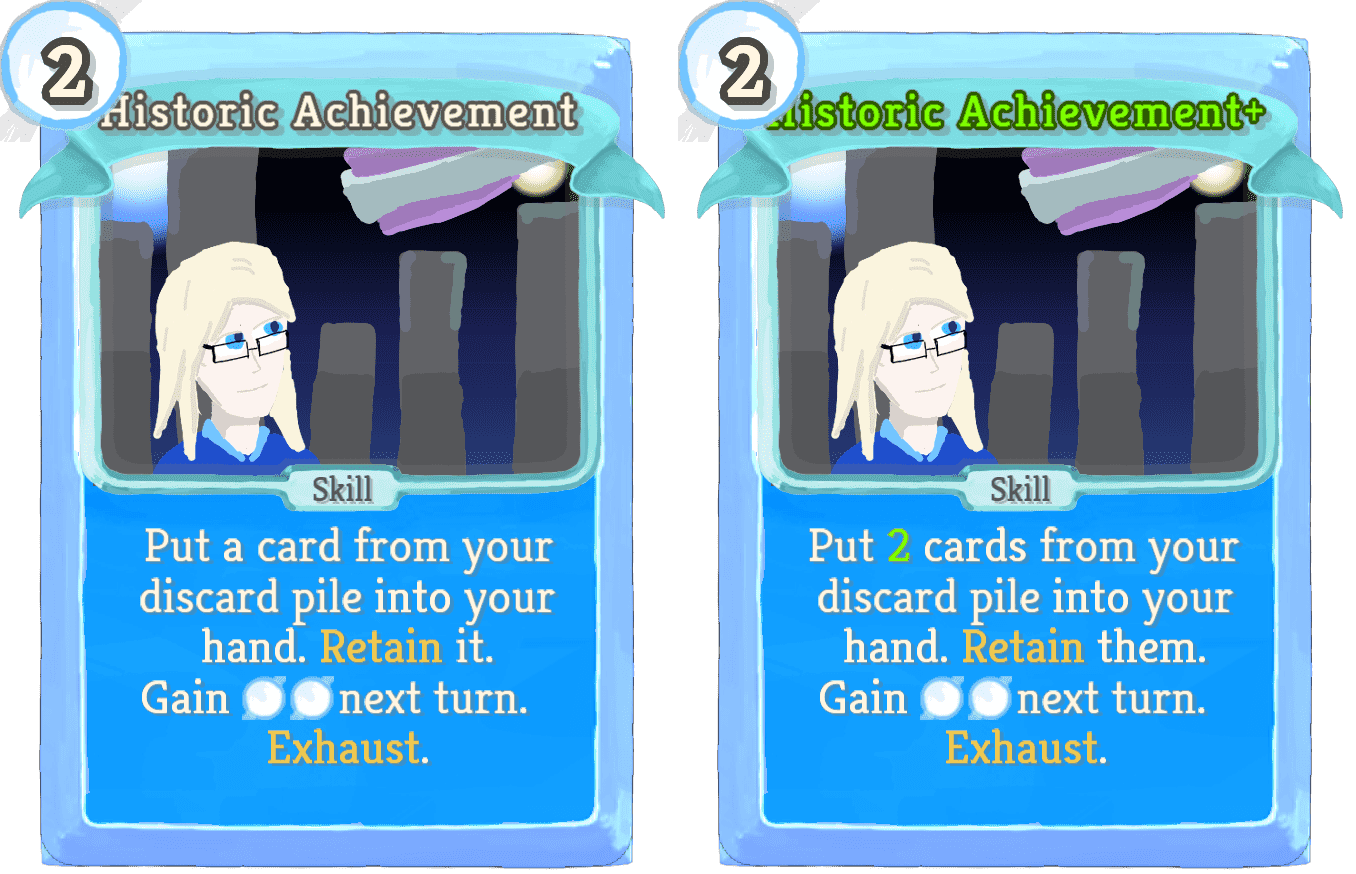 2
Historic Achievement
Skill
Put a card from your
discard pile into your
hand. Retain it.
Gain next turn.
Exhaust.
2
Historic Achievement+
Skill
Put 2 cards from your
discard pile into your
hand. Retain them.
Gain next turn.
Exhaust.